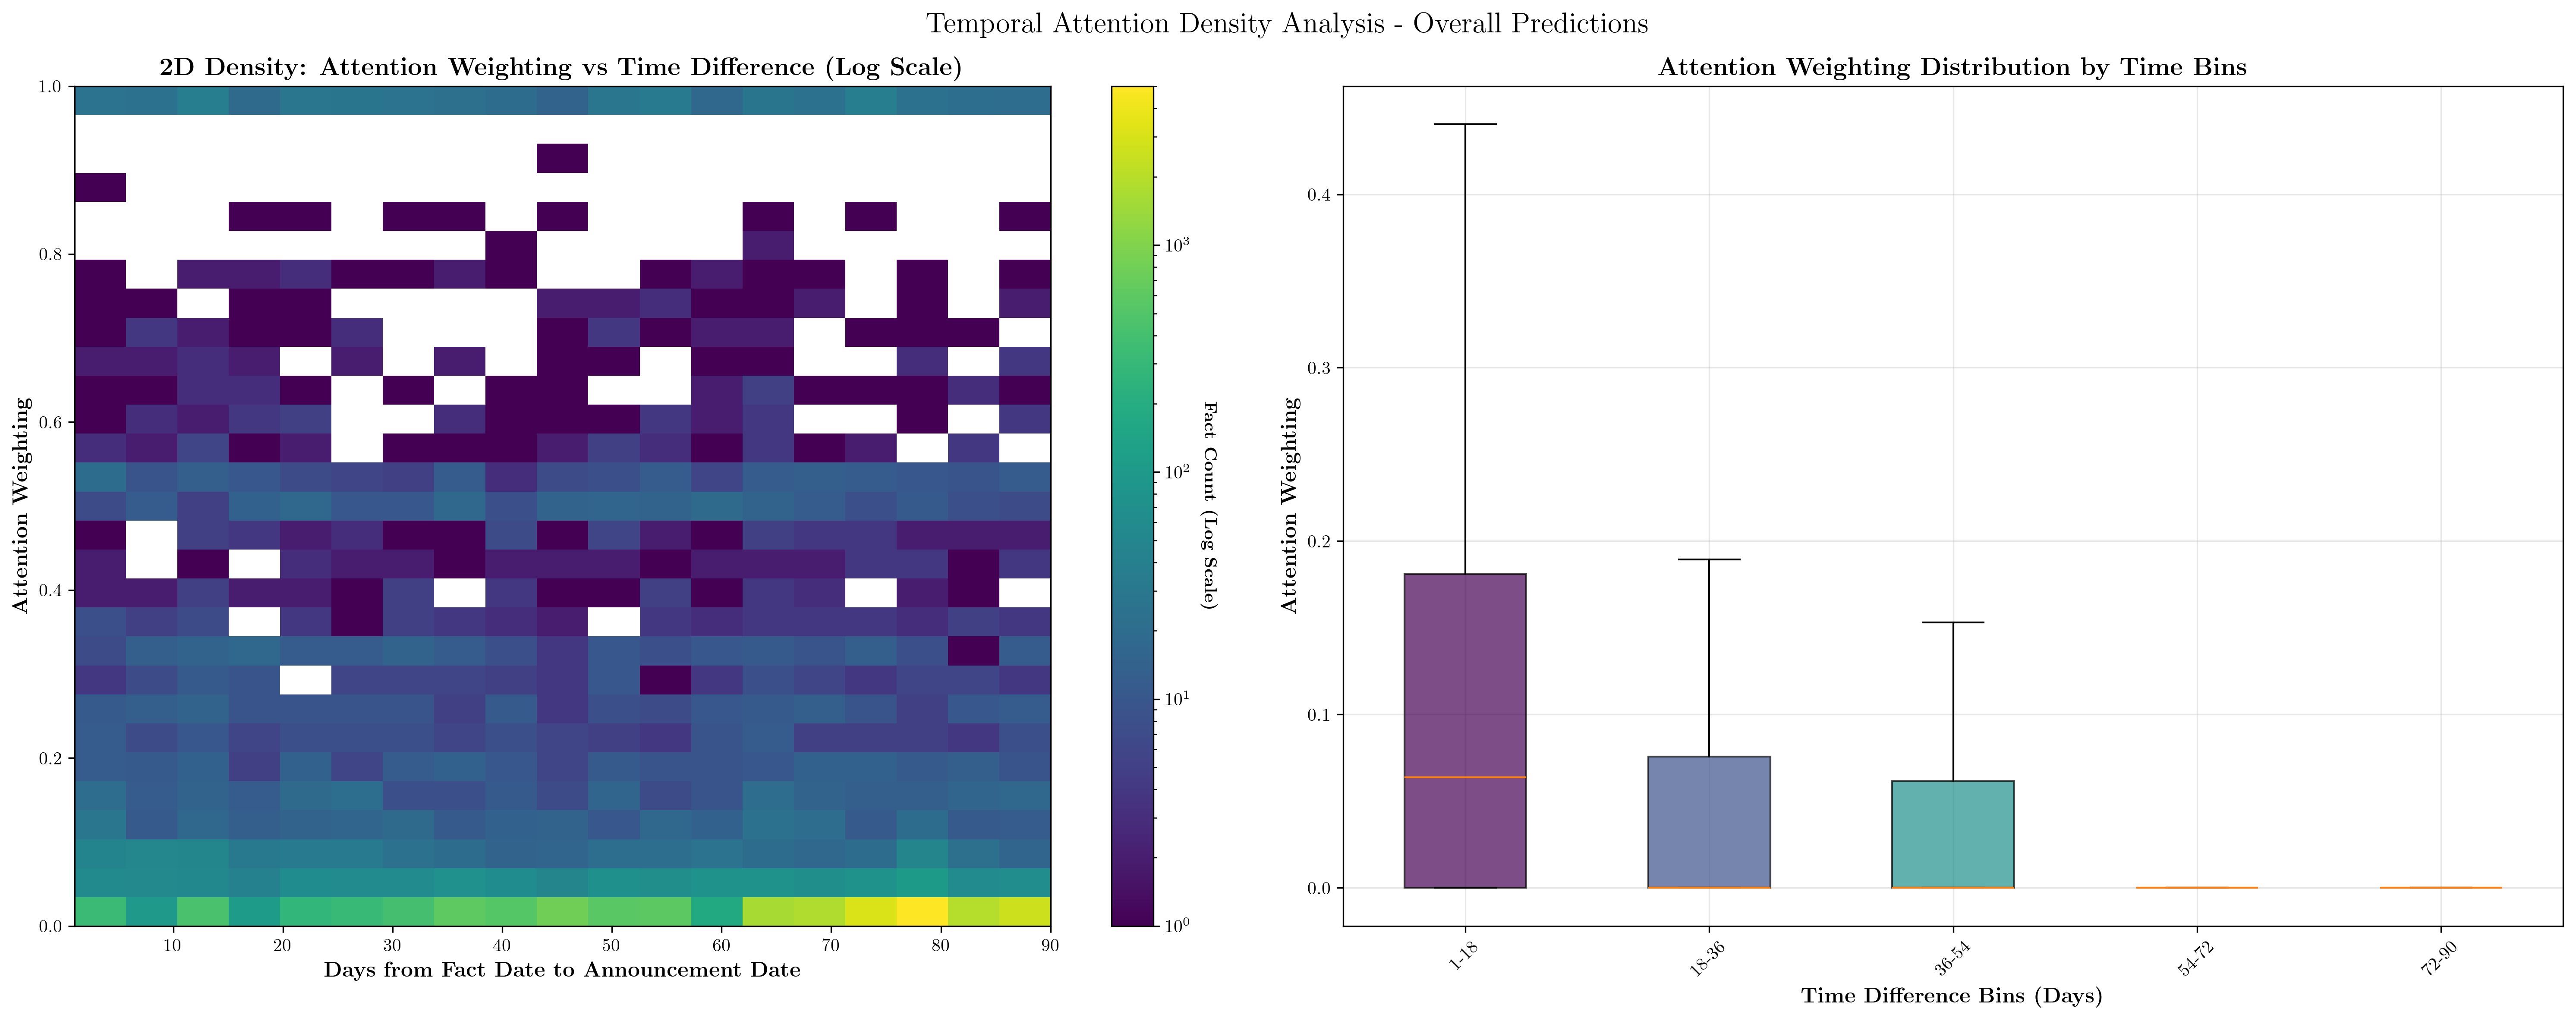 Temporal Attention Density Analysis - Overall Predictions
2D Density: Attention Weighting vs Time Difference (Log Scale)
Attention Weighting
1.0
0.8
0.6
0.4
0.2
0.0
10 20 30 40 50 60 70 80 90
Days from Fact Date to Announcement Date
10³
10²
10¹
10⁰
Fact Count (Log Scale)
Attention Weighting Distribution by Time Bins
Attention Weighting
0.4
0.3
0.2
0.1
0.0
1-18 18-36 36-54 54-72 72-90
Time Difference Bins (Days)